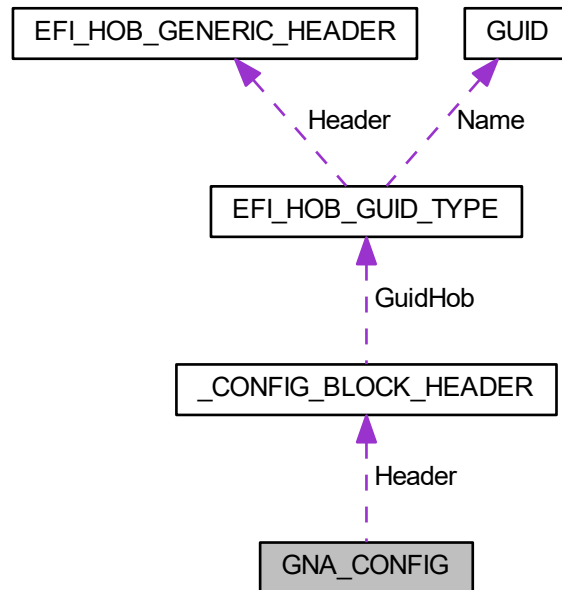 EFI_HOB_GENERIC_HEADER
GUID
Header
Name
EFI_HOB_GUID_TYPE
GuidHob
_CONFIG_BLOCK_HEADER
Header
GNA_CONFIG